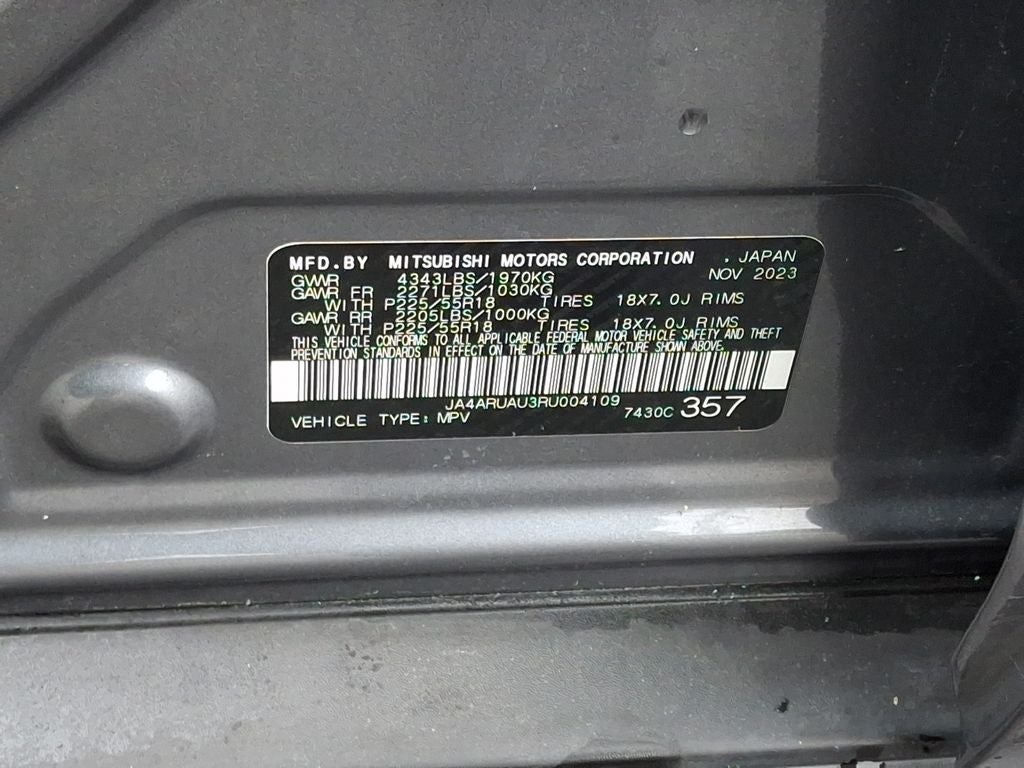 MFD.BY MITSUBISHI MOTORS CORPORATION , JAPAN
GVWR 4343LBS/1970KG NOV 2023
GAWR FR 2271LBS/1030KG
WITH P225/55R18 TIRES 18X7.0J RIMS
GAWR RR 2205LBS/1000KG
WITH P225/55R18 TIRES 18X7.0J RIMS
THIS VEHICLE CONFORMS TO ALL APPLICABLE FEDERAL MOTOR VEHICLE SAFETY AND THEFT
PREVENTION STANDARDS IN EFFECT ON THE DATE OF MANUFACTURE SHOWN ABOVE.
JA4ARUAU3RU004109
VEHICLE TYPE: MPV 7430C 357